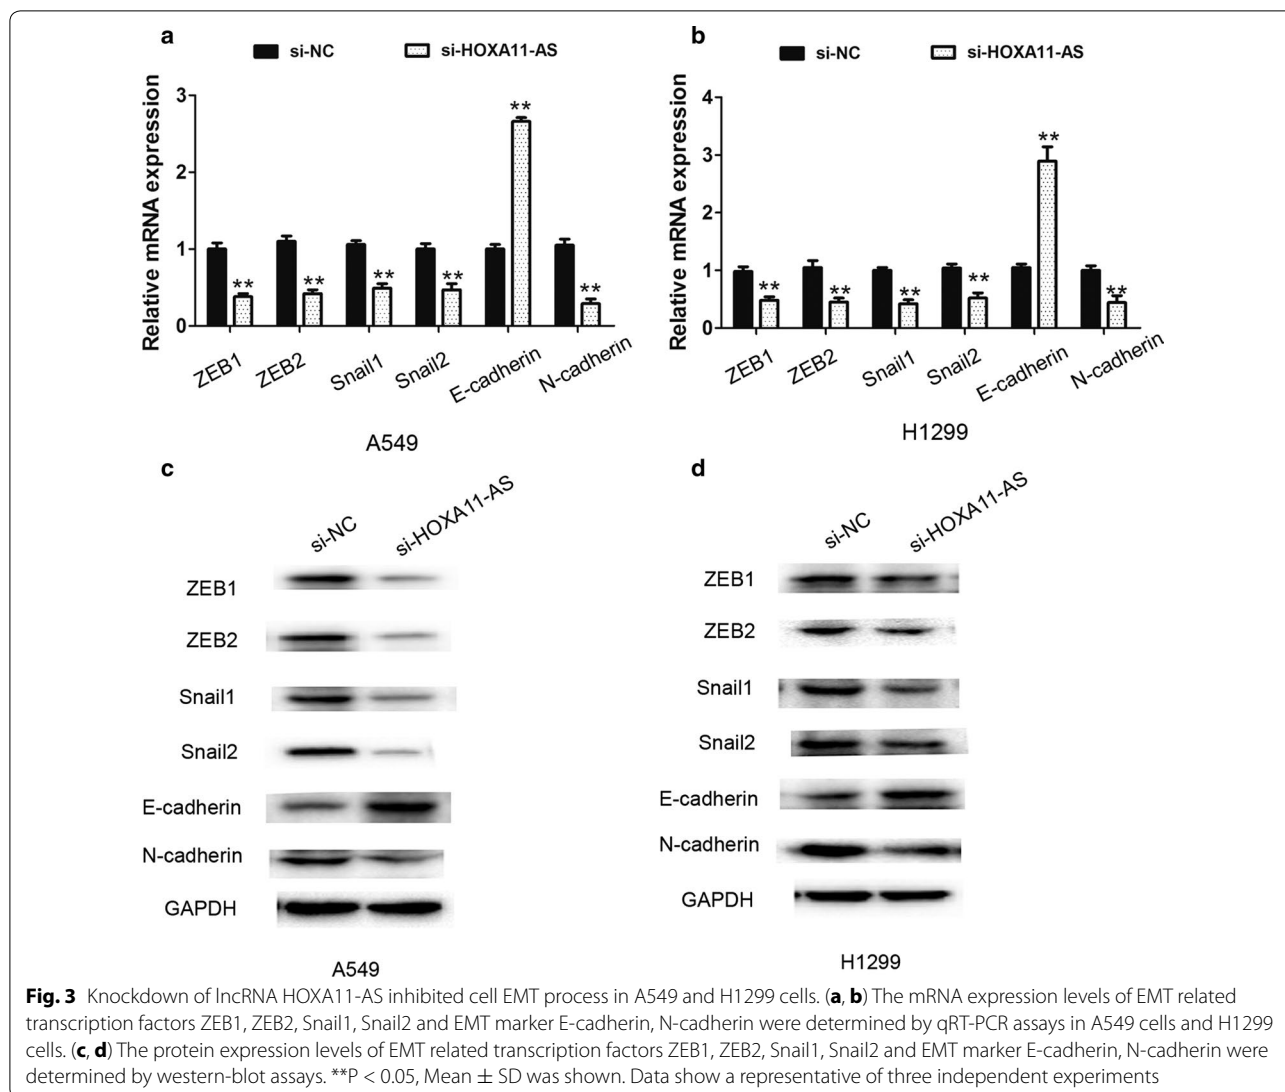 a
si-NC
si-HOXA11-AS
Relative mRNA expression
3
2
1
0
**
**
**
**
**
**
ZEB1
ZEB2
Snail1
Snail2
E-cadherin
N-cadherin
A549
b
si-NC
si-HOXA11-AS
Relative mRNA expression
4
3
2
1
0
**
**
**
**
**
**
ZEB1
ZEB2
Snail1
Snail2
E-cadherin
N-cadherin
H1299
c
si-NC
si-HOXA11-AS
ZEB1
ZEB2
Snail1
Snail2
E-cadherin
N-cadherin
GAPDH
A549
d
si-NC
si-HOXA11-AS
ZEB1
ZEB2
Snail1
Snail2
E-cadherin
N-cadherin
GAPDH
H1299
Fig. 3 Knockdown of lncRNA HOXA11-AS inhibited cell EMT process in A549 and H1299 cells. (a, b) The mRNA expression levels of EMT related
transcription factors ZEB1, ZEB2, Snail1, Snail2 and EMT marker E-cadherin, N-cadherin were determined by qRT-PCR assays in A549 cells and H1299
cells. (c, d) The protein expression levels of EMT related transcription factors ZEB1, ZEB2, Snail1, Snail2 and EMT marker E-cadherin, N-cadherin were
determined by western-blot assays. **P < 0.05, Mean ± SD was shown. Data show a representative of three independent experiments